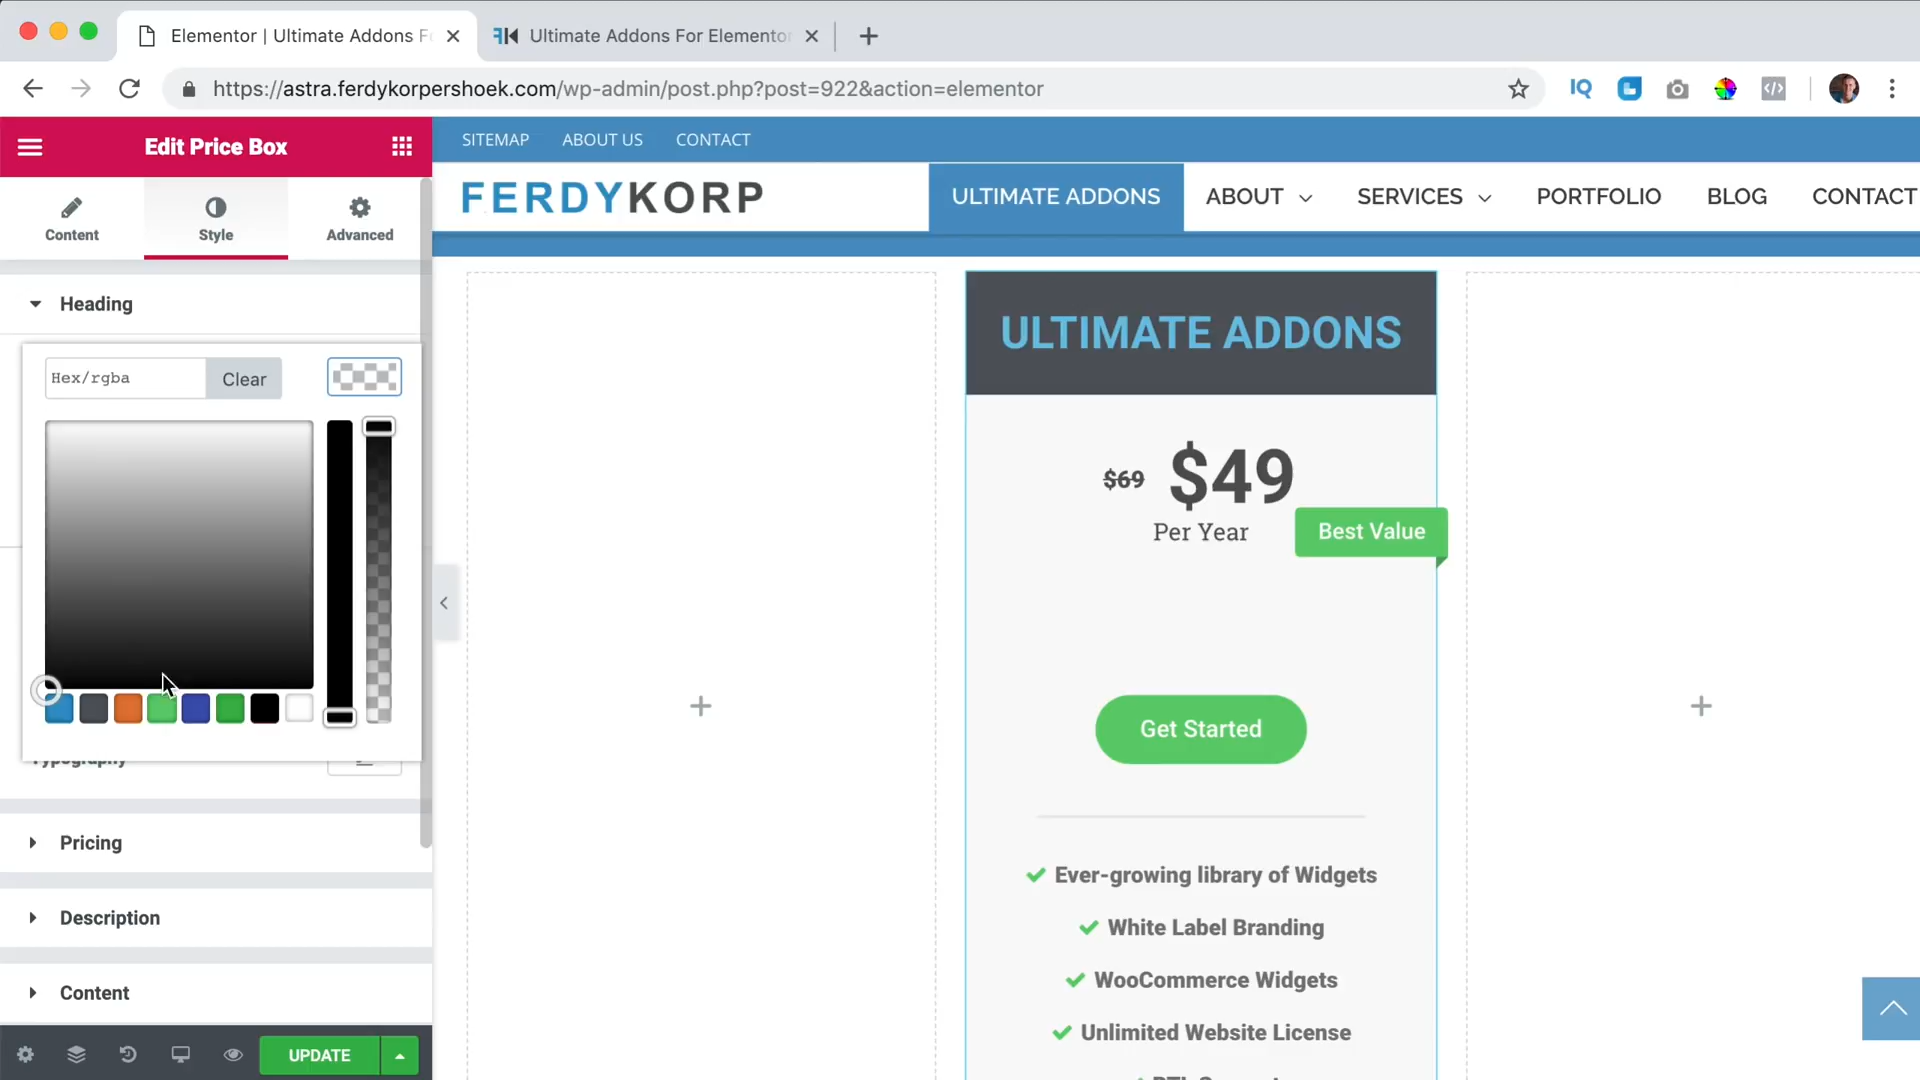 Elementor | Ultimate Addons F
Ultimate Addons For Elementor
https://astra.ferdykorpershoek.com/wp-admin/post.php?post=922&action=elementor
IQ
Edit Price Box
Content
Style
Advanced
Heading
Hex/rgba
Clear
Typography
Pricing
Description
Content
UPDATE
SITEMAP
ABOUT US
CONTACT
FERDYKORP
ULTIMATE ADDONS
ABOUT
SERVICES
PORTFOLIO
BLOG
CONTACT
ULTIMATE ADDONS
$69 $49
Per Year
Best Value
Get Started
Ever-growing library of Widgets
White Label Branding
WooCommerce Widgets
Unlimited Website License